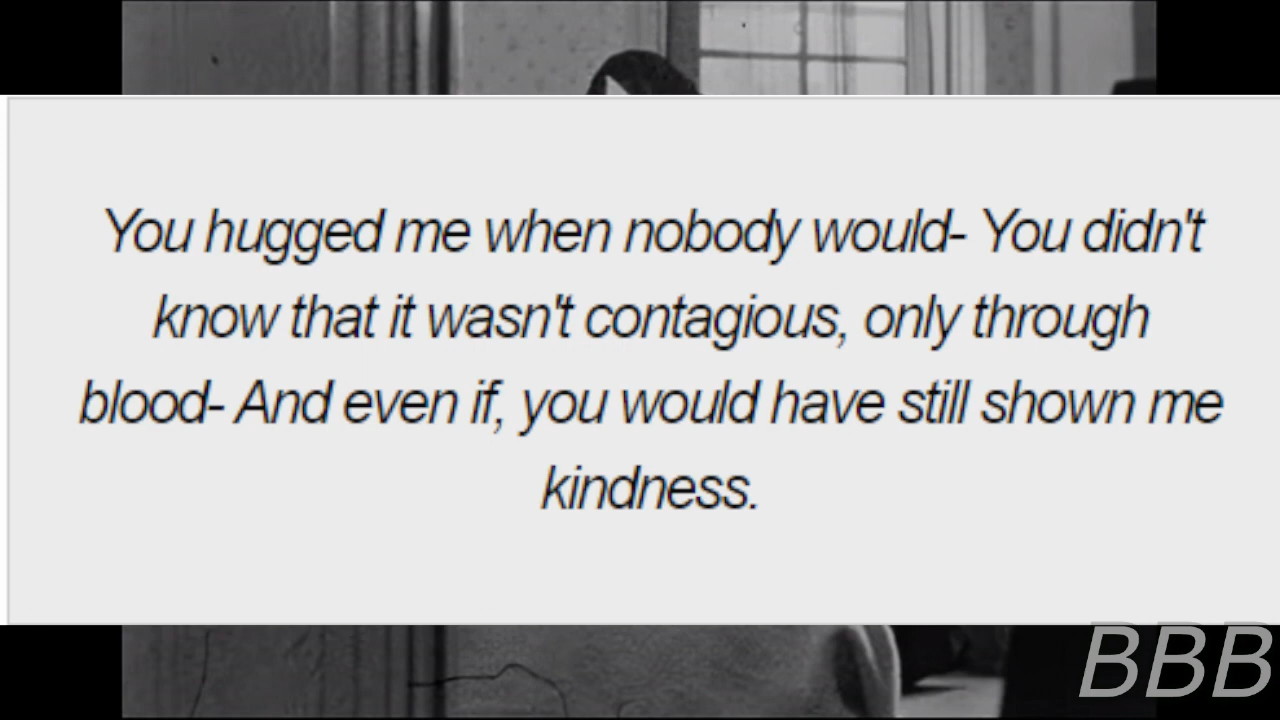 You hugged me when nobody would- You didn't
know that it wasn't contagious, only through
blood- And even if, you would have still shown me
kindness.
BBB